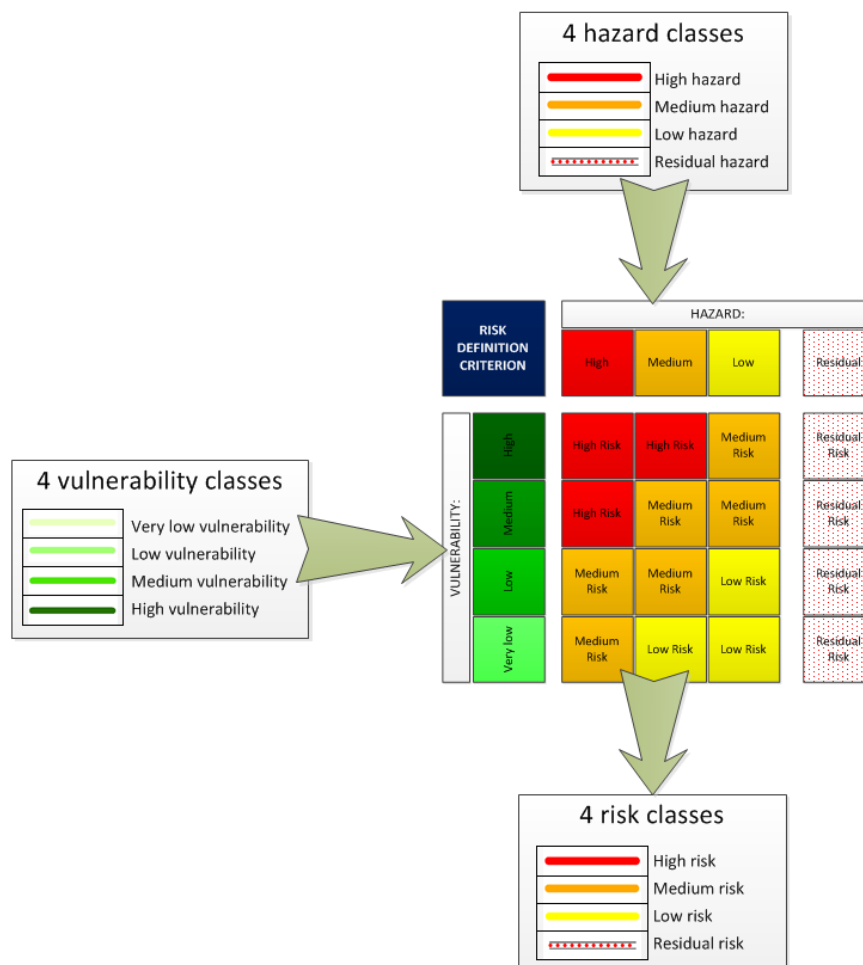 4 hazard classes
High hazard
Medium hazard
Low hazard
Residual hazard
RISK
DEFINITION
CRITERION
HAZARD:
High
Medium
Low
Residual
4 vulnerability classes
Very low vulnerability
Low vulnerability
Medium vulnerability
High vulnerability
VULNERABILITY:
High
High Risk
High Risk
Medium
Risk
Residual
Risk
Medium
High Risk
Medium
Risk
Medium
Risk
Residual
Risk
Low
Medium
Risk
Medium
Risk
Low Risk
Residual
Risk
Very low
Medium
Risk
Low Risk
Low Risk
Residual
Risk
4 risk classes
High risk
Medium risk
Low risk
Residual risk